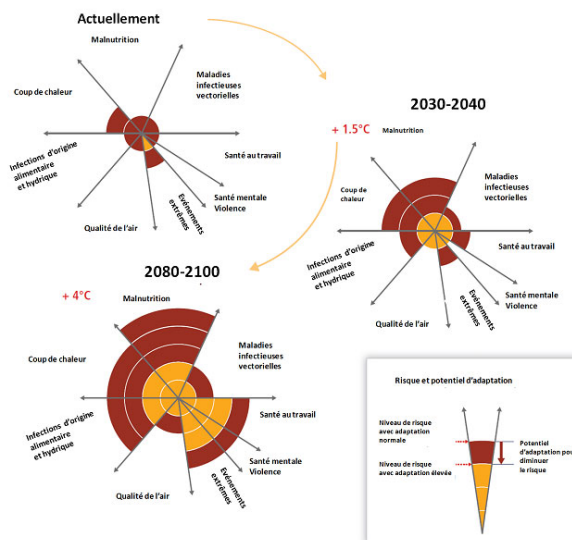 Actuellement
Malnutrition
Maladies
infectieuses
vectorielles
Coup de chaleur
Infections d'origine
alimentaire
et hydrique
Santé au travail
Santé mentale
Violence
Evénements
extrêmes
Qualité de l'air
2030-2040
+ 1.5°C
Malnutrition
Maladies
infectieuses
vectorielles
Coup de
chaleur
Infections d'origine
alimentaire
et hydrique
Santé au travail
Santé mentale
Violence
Evénements
extrêmes
Qualité de l'air
2080-2100
+ 4°C
Malnutrition
Maladies
infectieuses
vectorielles
Coup de chaleur
Infections d'origine
alimentaire
et hydrique
Santé au travail
Santé mentale
Violence
Evénements
extrêmes
Qualité de l'air
Risque et potentiel d'adaptation
Niveau de risque
avec adaptation
normale
Niveau de risque
avec adaptation élevée
Potentiel
d'adaptation pou
diminuer
le risque